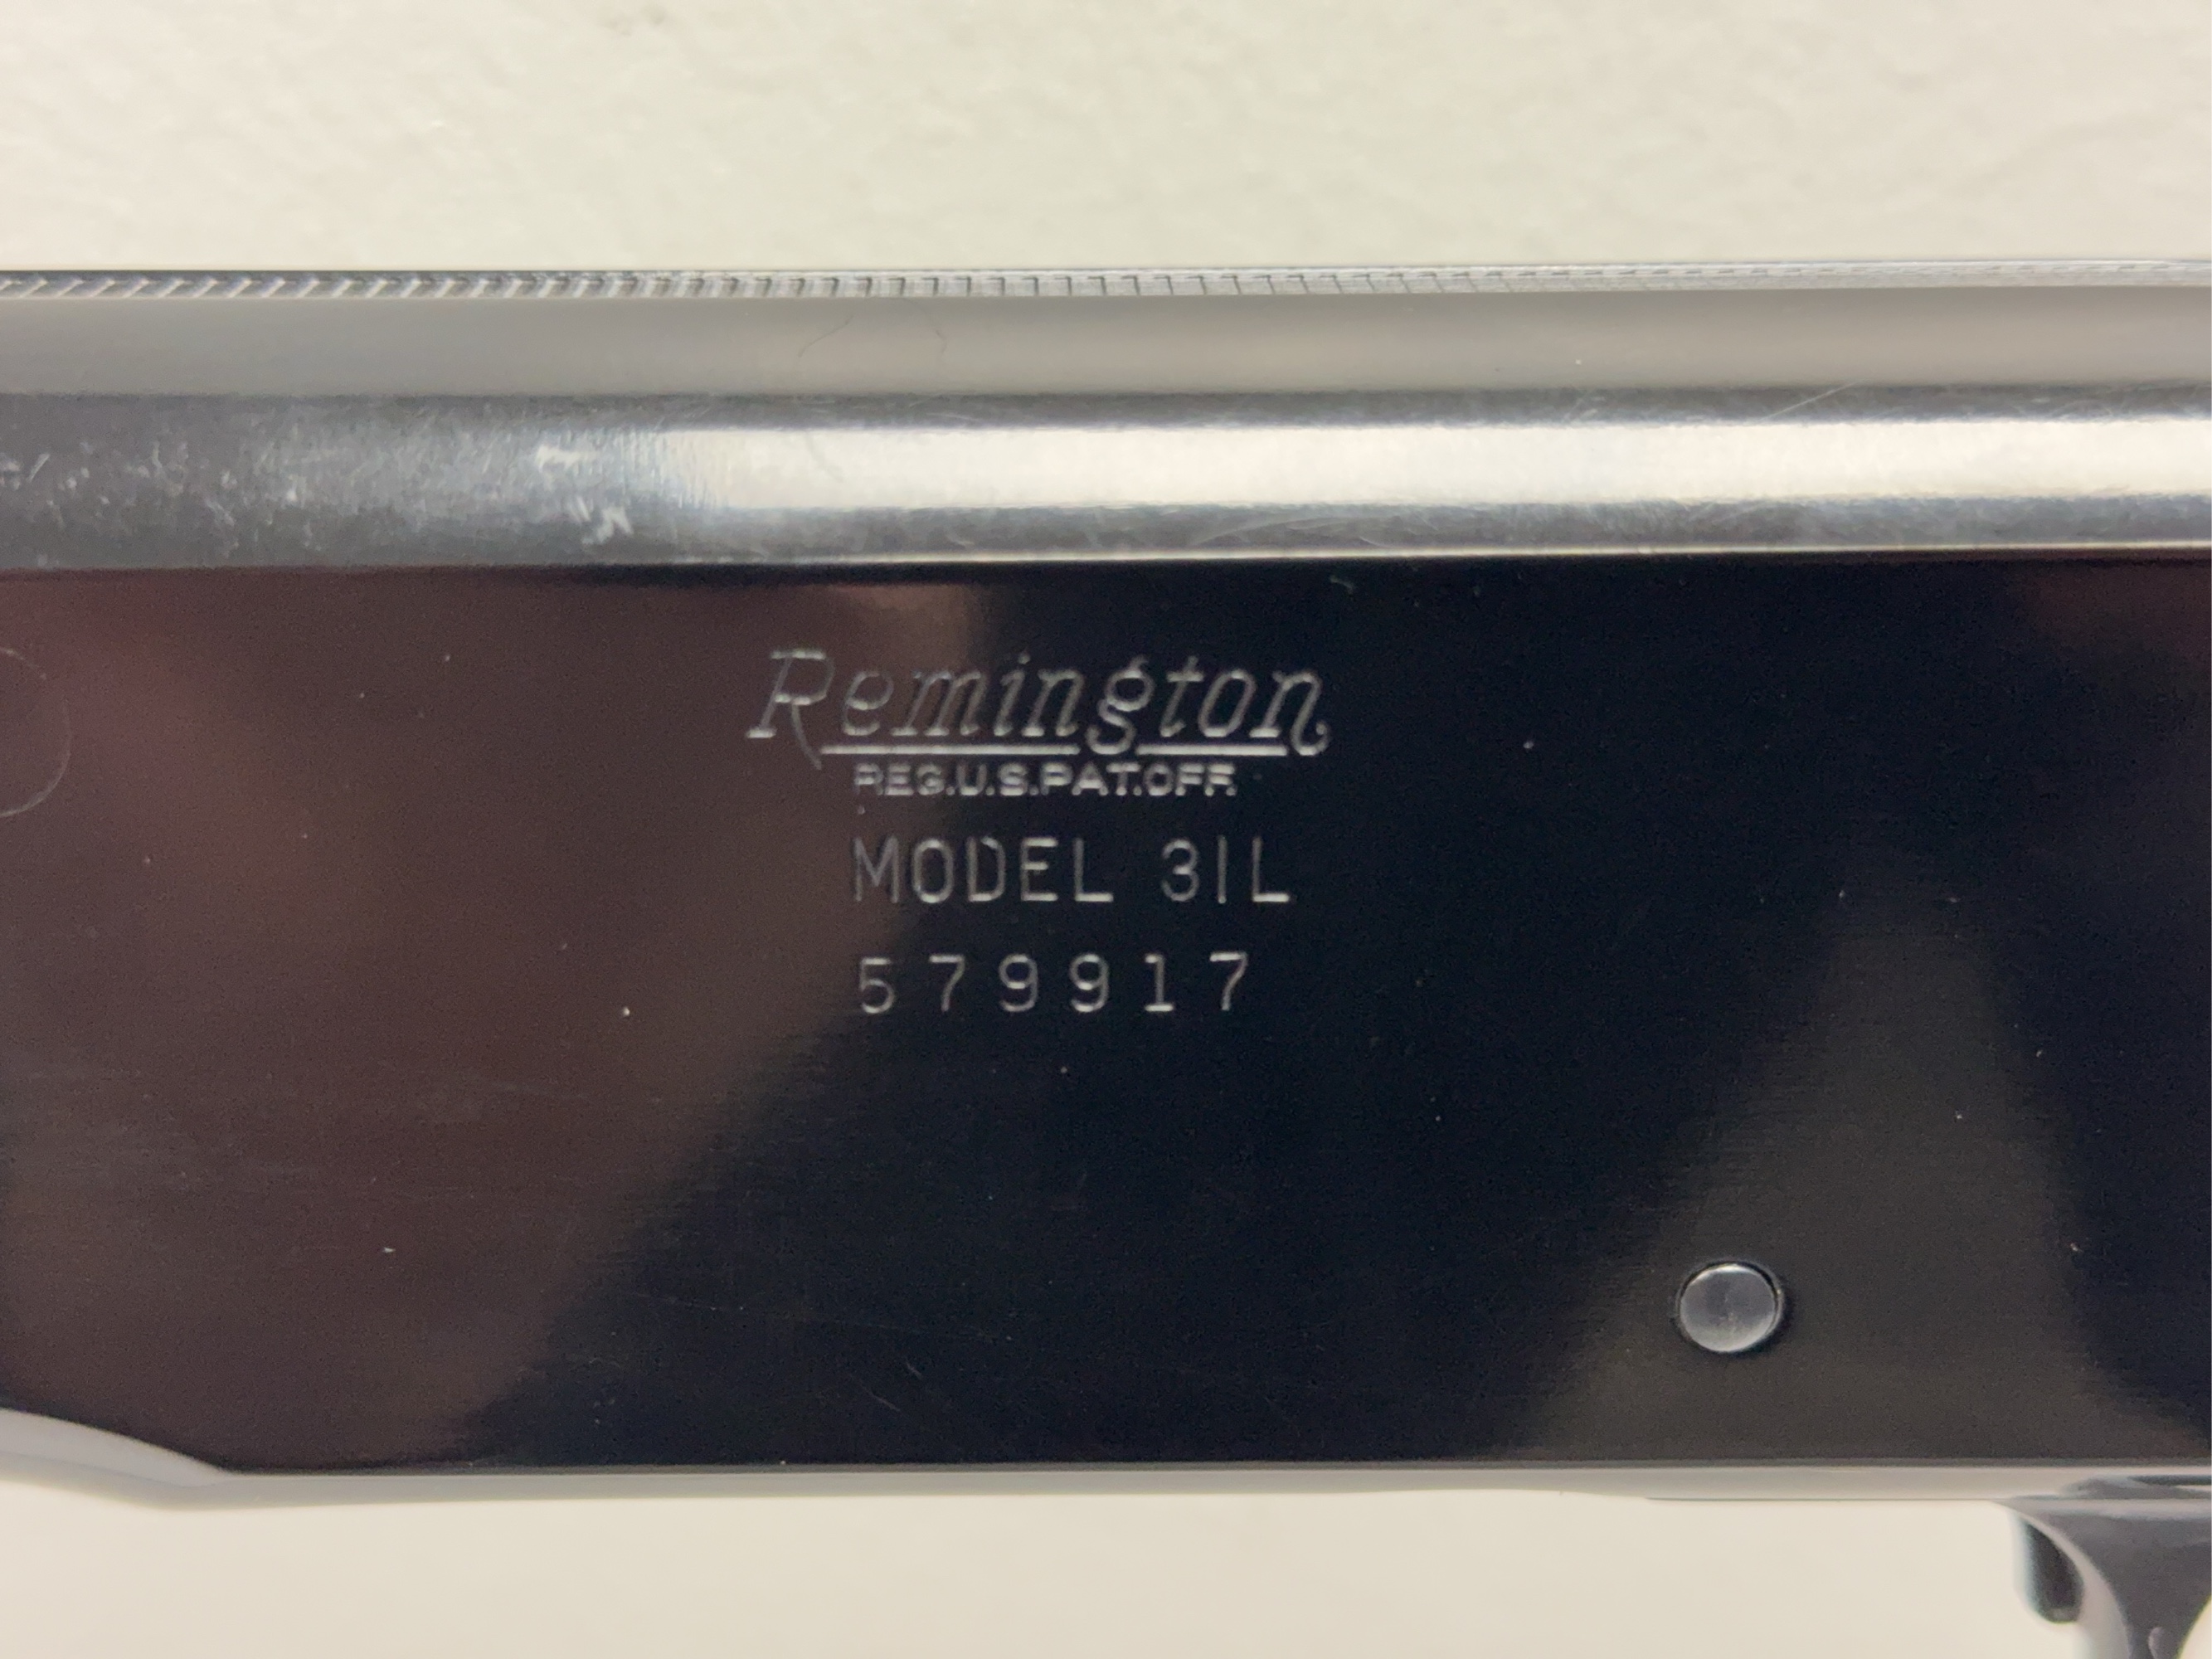 Remington
REG.U.S.PAT.OFF.
MODEL 31L
579917